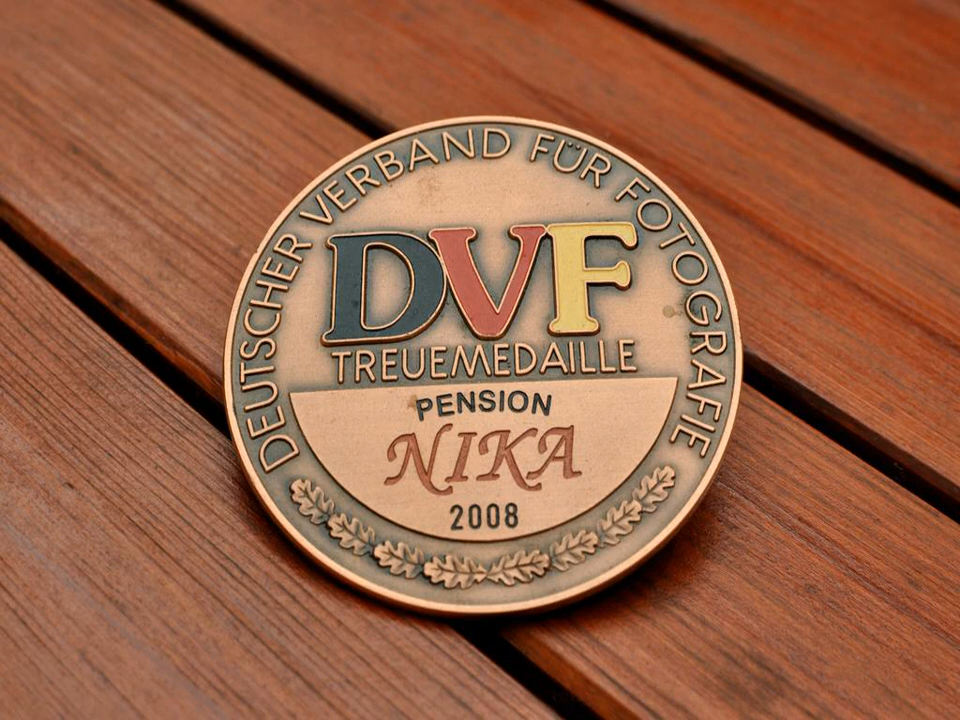 DEUTSCHER VERBAND FÜR FOTOGRAFIE
DVF
TREUEMEDAILLE
PENSION
NIKA
2008